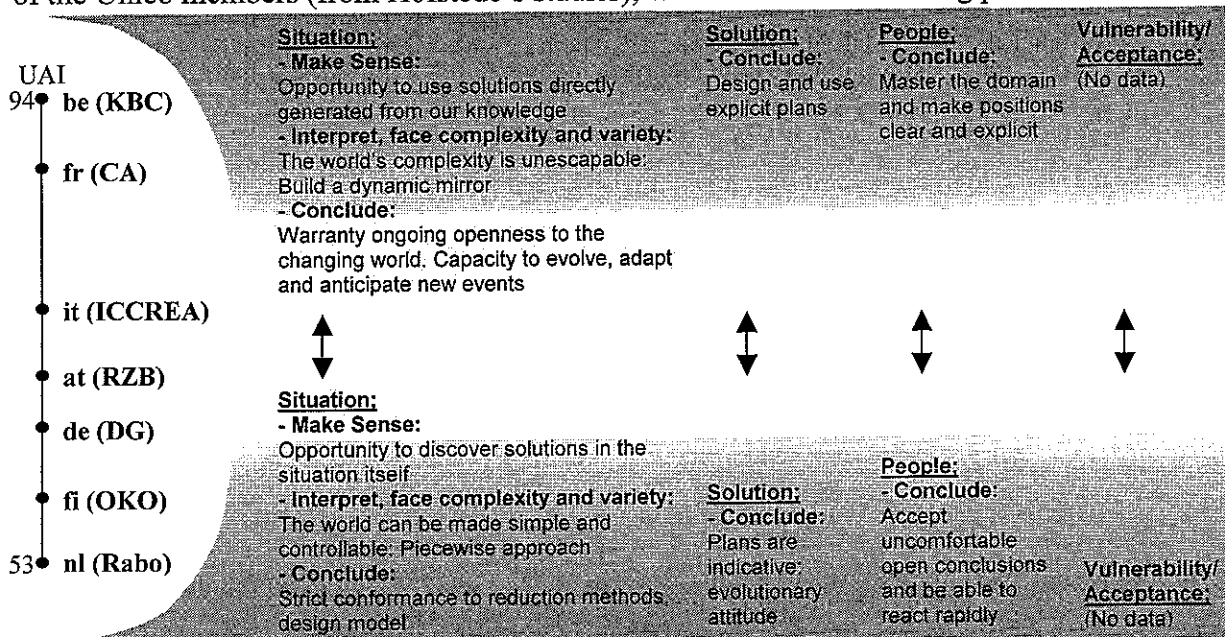 of the Unico members (from Hofstede's studies), w
UAI
94 be (KBC)
fr (CA)
it (ICCREA)
at (RZB)
de (DG)
fi (OKO)
53 nl (Rabo)
Situation;
- Make Sense:
Opportunity to use solutions directly
generated from our knowledge
- Interpret, face complexity and variety:
The world's complexity is unescapable:
Build a dynamic mirror
- Conclude:
Warranty ongoing openness to the
changing world. Capacity to evolve, adapt
and anticipate new events
Solution;
- Conclude:
Design and use
explicit plans
People;
- Conclude:
Master the domain
and make positions
clear and explicit
Vulnerability/
Acceptance;
(No data)
Situation;
- Make Sense:
Opportunity to discover solutions in the
situation itself
- Interpret, face complexity and variety:
The world can be made simple and
controllable: Piecewise approach
- Conclude:
Strict conformance to reduction methods,
design model
Solution;
- Conclude:
Plans are
indicative:
evolutionary
attitude
People;
- Conclude:
Accept
uncomfortable
open conclusions
and be able to
react rapidly
Vulnerability/
Acceptance;
(No data)